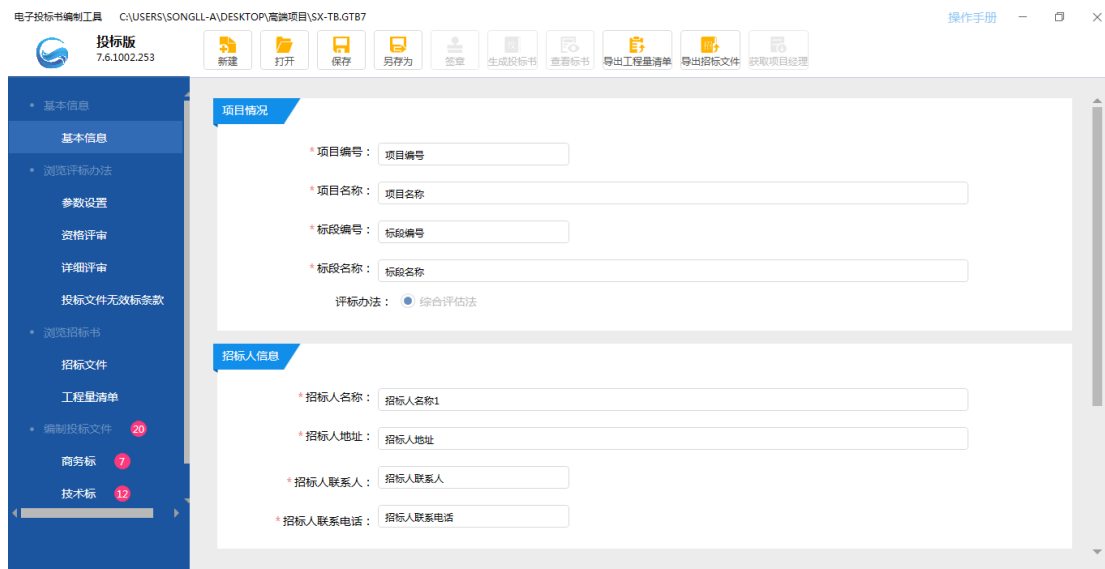 电子投标书编制工具 C:\USERS\SONGLL-A\DESKTOP\高端项目\SX-TB.GTB7 操作手册
投标版
7.6.1002.253
新建 打开 保存 另存为 签章 生成投标书 查看标书 导出工程量清单 导出招标文件 获取项目经理
基本信息
基本信息
浏览评标办法
参数设置
资格评审
详细评审
投标文件无效标条款
浏览招标书
招标文件
工程量清单
编制投标文件 20
商务标 7
技术标 12
项目情况
*项目编号： 项目编号
*项目名称： 项目名称
*标段编号： 标段编号
*标段名称： 标段名称
评标办法： 综合评估法
招标人信息
*招标人名称： 招标人名称1
*招标人地址： 招标人地址
*招标人联系人： 招标人联系人
*招标人联系电话： 招标人联系电话